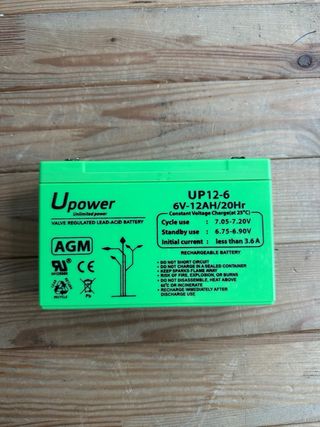 Upower
Unlimited power
VALVE REGULATED LEAD-ACID BATTERY
AGM
UP12-6
6V-12AH/20Hr
Constant Voltage Charge(at 25°C)
Cycle use : 7.05-7.20V
Standby use : 6.75-6.90V
Initial current : less than 3.6 A
RECHARGEABLE BATTERY
• DO NOT SHORT CIRCUIT
• DO NOT CHARGE IN A SEALED CONTAINER
• KEEP SPARKS-FLAME AWAY
RISK OF FIRE, EXPLOSION, OR BURNS
• DO NOT DISASSEMBLE, HEAT ABOVE
60°C OR INCINERATE
• RECHARGE IMMEDIATELY AFTER
DISCHARGE USE
Pb